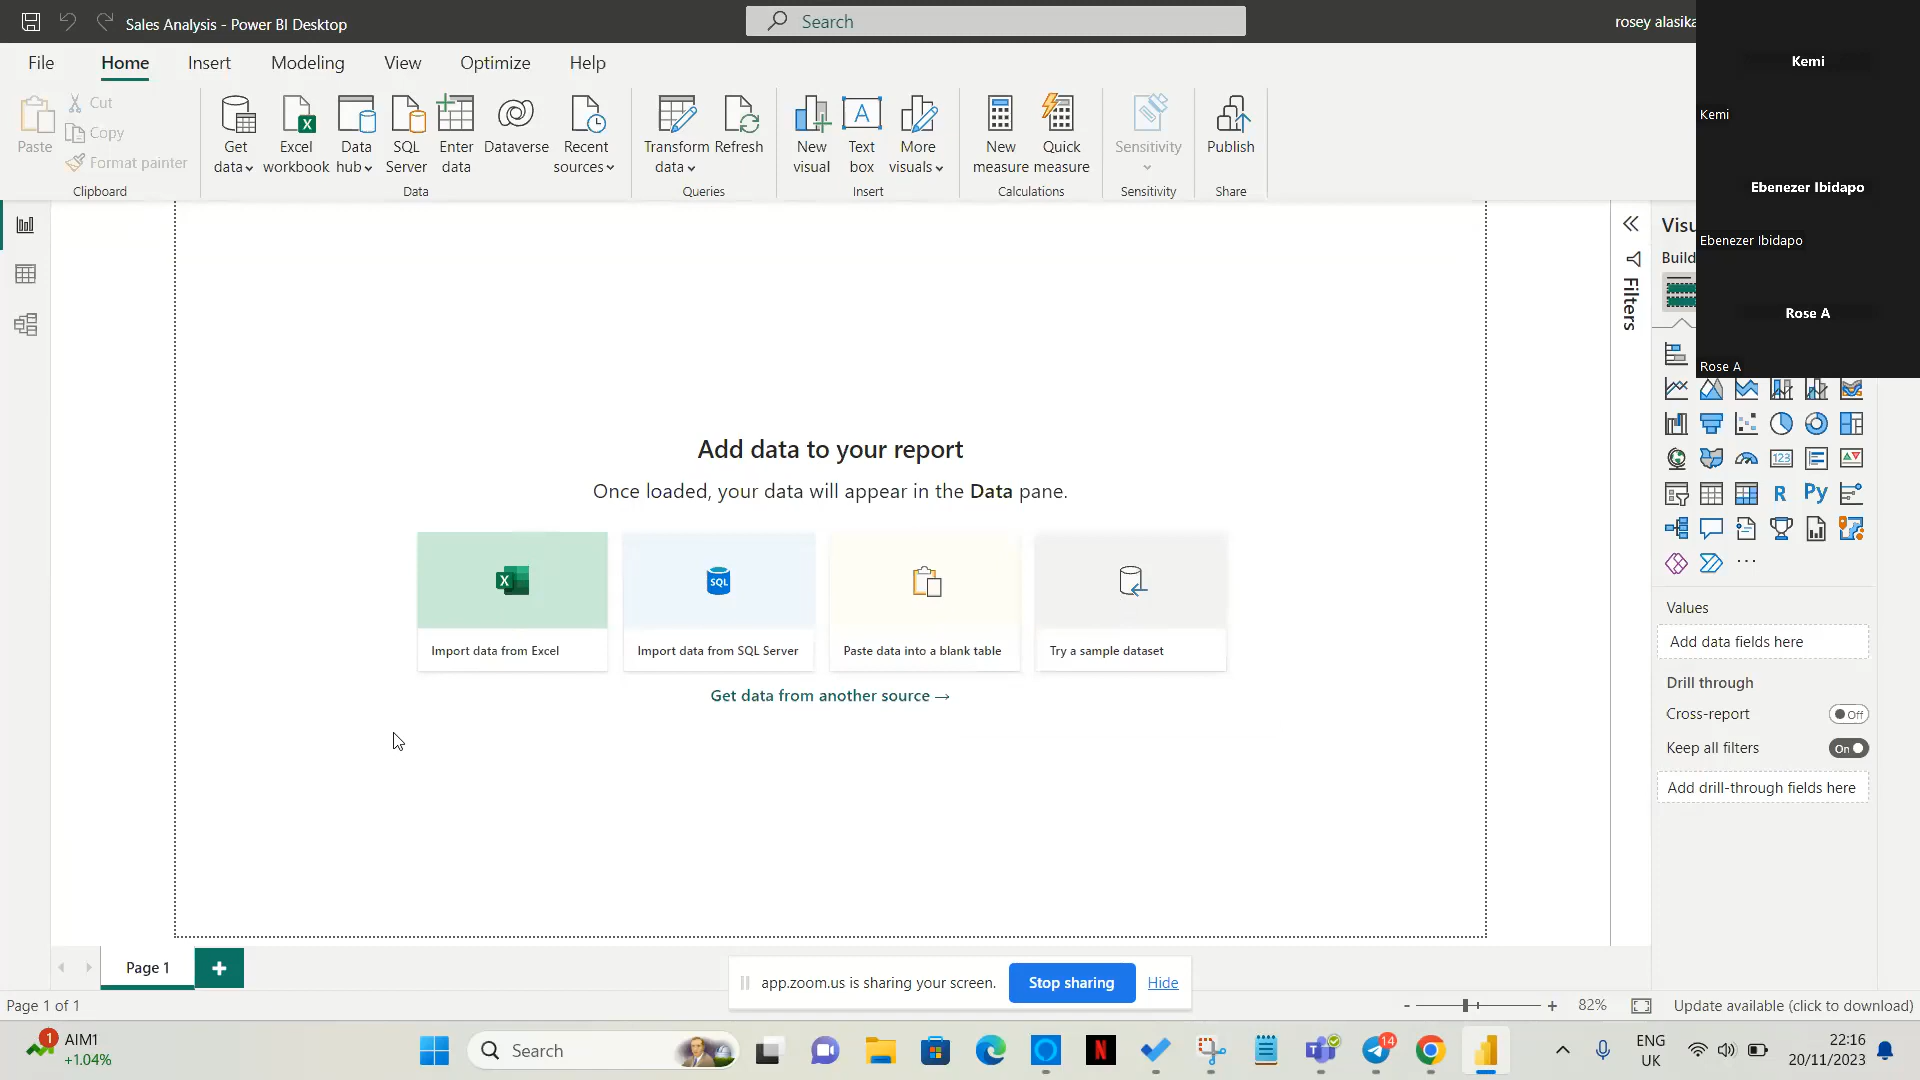 Sales Analysis - Power BI Desktop
Search
rosey alasika
File Home Insert Modeling View Optimize Help
Paste
Cut
Copy
Format painter
Clipboard
Get data
Excel workbook
Data hub
SQL Server
Enter data
Dataverse
Recent sources
Data
Transform data
Refresh
Queries
New visual
Text box
More visuals
Insert
New measure
Quick measure
Calculations
Sensitivity
Sensitivity
Publish
Share
Kemi
Kemi
Ebenezer Ibidapo
Ebenezer Ibidapo
Rose A
Rose A
Filters
Visu
Build
123
R
Py
Add data to your report
Once loaded, your data will appear in the Data pane.
X
SQL
Import data from Excel
Import data from SQL Server
Paste data into a blank table
Try a sample dataset
Get data from another source →
Values
Add data fields here
Drill through
Cross-report
Off
Keep all filters
On
Add drill-through fields here
Page 1
+
app.zoom.us is sharing your screen.
Stop sharing
Hide
Page 1 of 1
- + 82%
Update available (click to download)
1
AIM1
+1.04%
Search
N
14
ENG
UK
22:16
20/11/2023